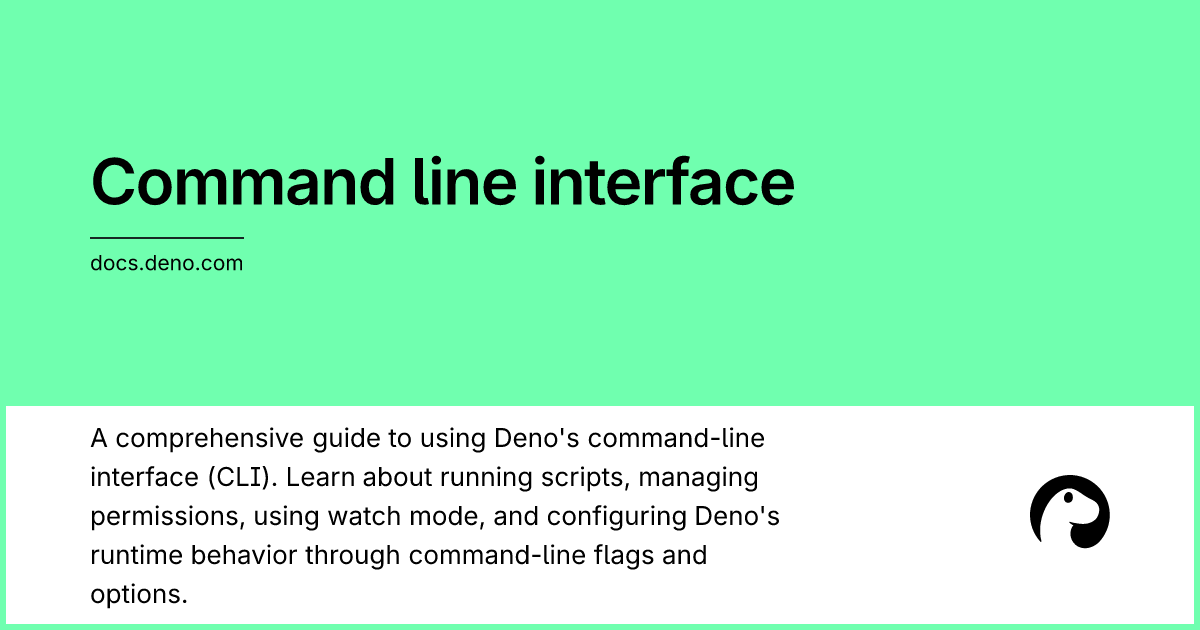 Command line interface
docs.deno.com
A comprehensive guide to using Deno's command-line
interface (CLI). Learn about running scripts, managing
permissions, using watch mode, and configuring Deno's
runtime behavior through command-line flags and
options.